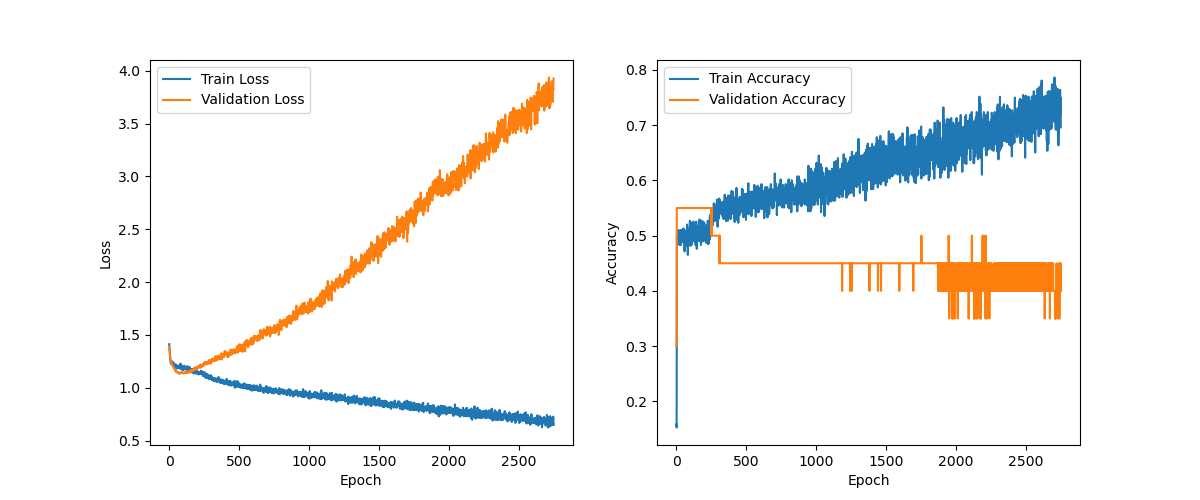 4.0
3.5
3.0
2.5
2.0
1.5
1.0
0.5
Loss
Train Loss
Validation Loss
0 500 1000 1500 2000 2500
Epoch
0.8
0.7
0.6
0.5
0.4
0.3
0.2
Accuracy
Train Accuracy
Validation Accuracy
0 500 1000 1500 2000 2500
Epoch